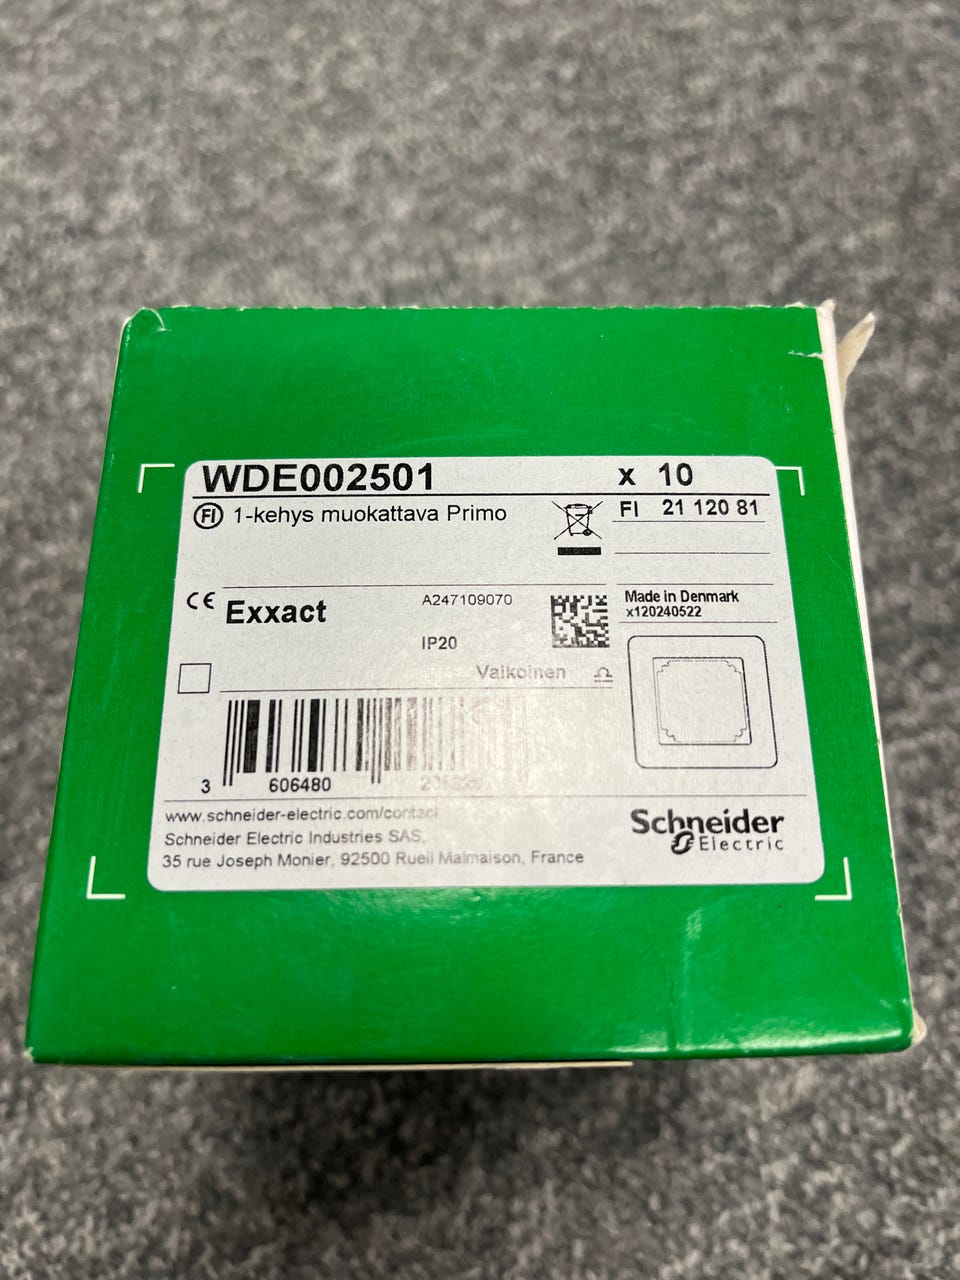 WDE002501 x 10
FI 1-kehys muokattava Primo
FI 21 120 81
CE Exxact
A247109070
IP20
Valkoinen
Made in Denmark
x120240522
3 606480
www.schneider-electric.com/contact
Schneider Electric Industries SAS,
35 rue Joseph Monier, 92500 Rueil Malmaison, France
Schneider
Electric